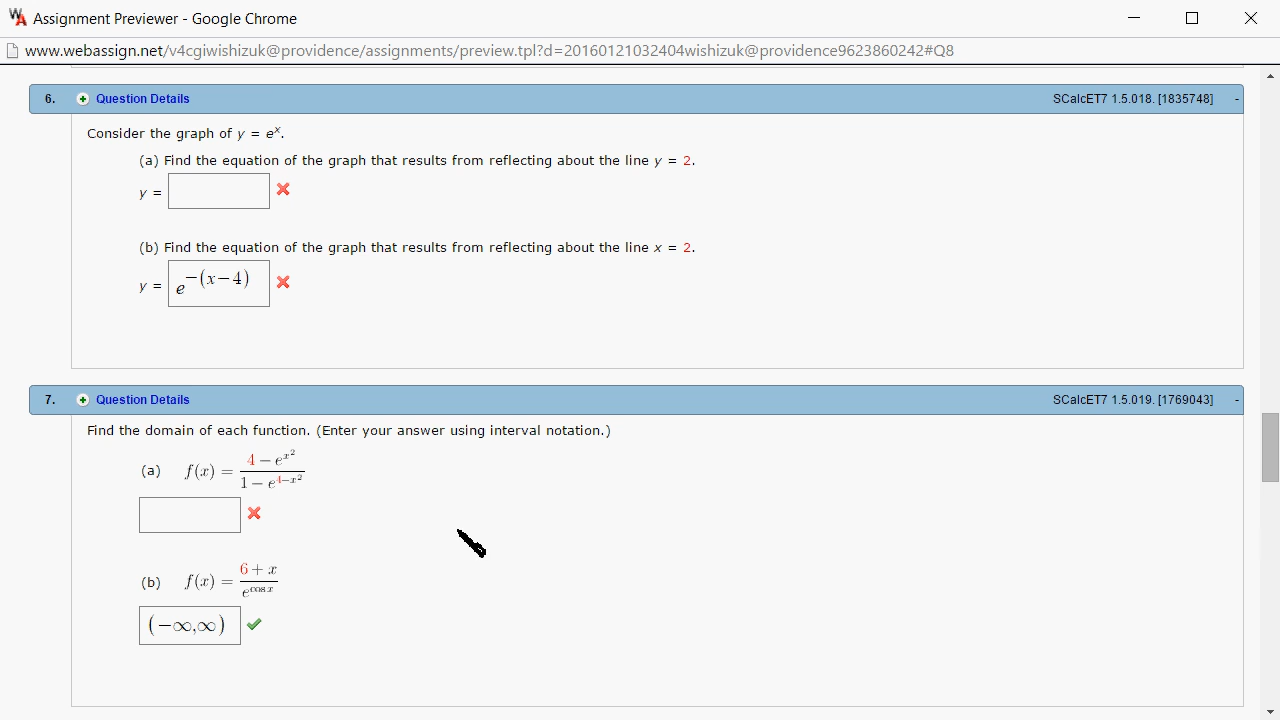 Assignment Previewer - Google Chrome
www.webassign.net/v4cgiwishizuk@providence/assignments/preview.tpl?d=20160121032404wishizuk@providence9623860242#Q8
6. Question Details SCalcET7 1.5.018. [1835748] -
Consider the graph of y = e^x.
(a) Find the equation of the graph that results from reflecting about the line y = 2.
y =
(b) Find the equation of the graph that results from reflecting about the line x = 2.
y = e^−(x−4)
7. Question Details SCalcET7 1.5.019. [1769043] -
Find the domain of each function. (Enter your answer using interval notation.)
(a) f(x) = (4 − e^x^2)/(1 − e^4−x^2)
(b) f(x) = (6 + x)/(e^cos x)
(−∞,∞)